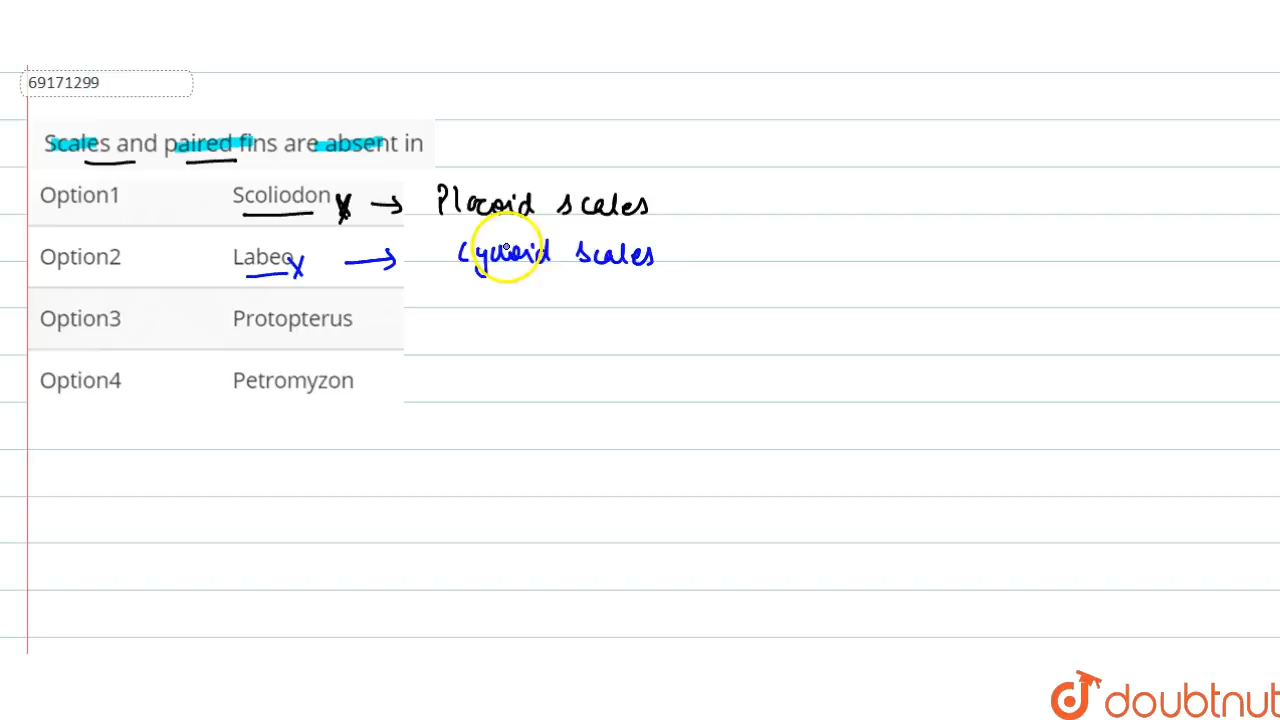 69171299
Scales and paired fins are absent in
Option1 Scoliodon x → Placoid scales
Option2 Labeo x → Cycloid scales
Option3 Protopterus
Option4 Petromyzon
doubtnut